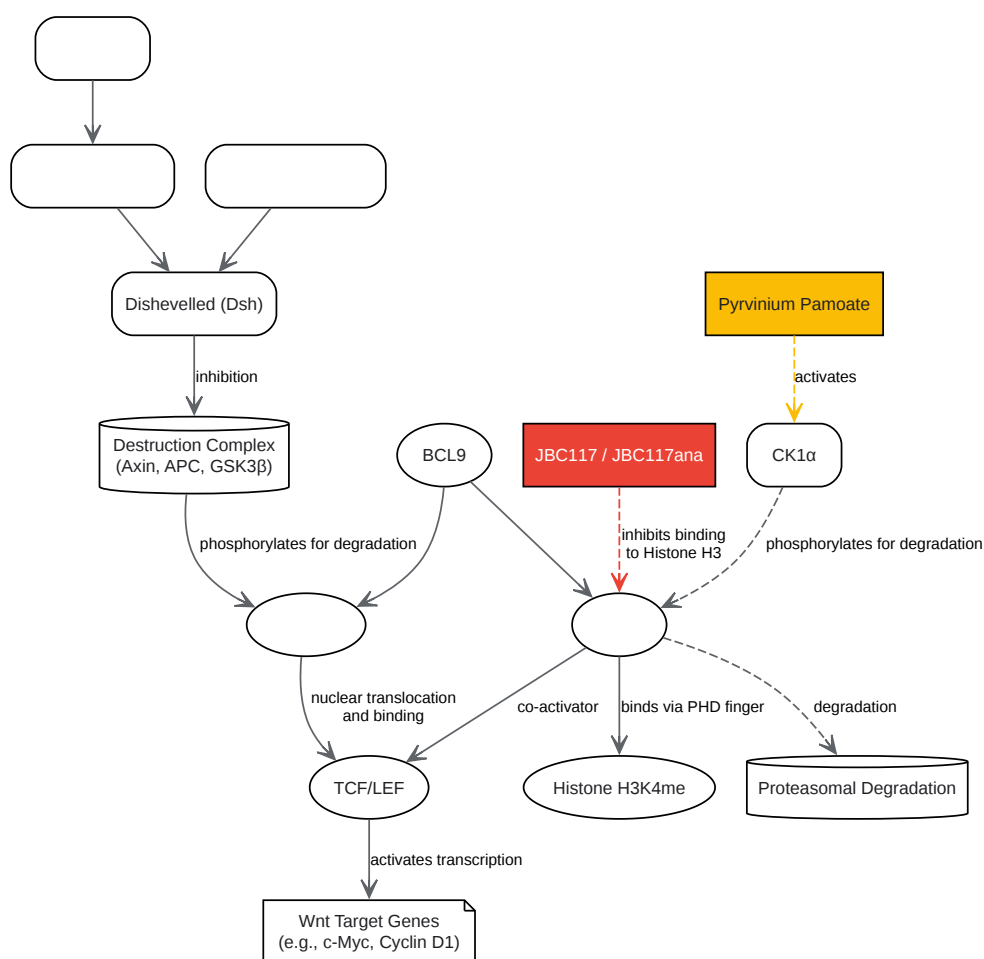 Dishevelled (Dsh)
Pyrvinium Pamoate
inhibition
activates
Destruction Complex
(Axin, APC, GSK3β)
BCL9
JBC117 / JBC117ana
CK1α
phosphorylates for degradation
inhibits binding
to Histone H3
phosphorylates for degradation
nuclear translocation
and binding
co-activator
binds via PHD finger
degradation
TCF/LEF
Histone H3K4me
Proteasomal Degradation
activates transcription
Wnt Target Genes
(e.g., c-Myc, Cyclin D1)